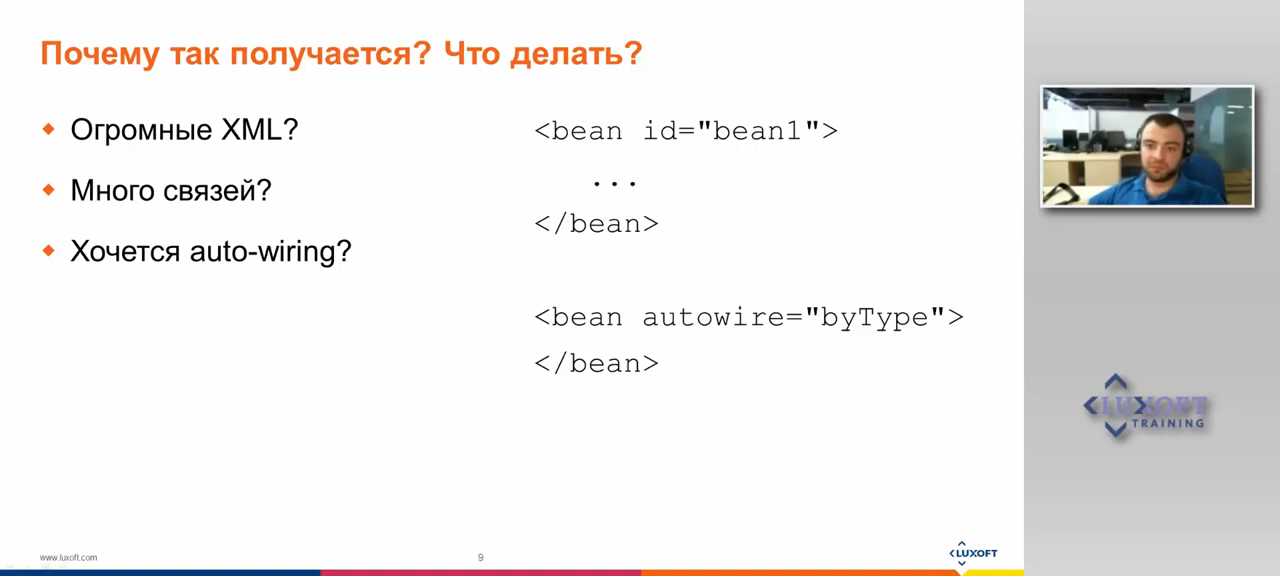 Почему так получается? Что делать?
Огромные XML?
Много связей?
Хочется auto-wiring?
<bean id="bean1">
...
</bean>
<bean autowire="byType">
</bean>
LUXOFT
TRAINING
www.luxoft.com
9
LUXOFT